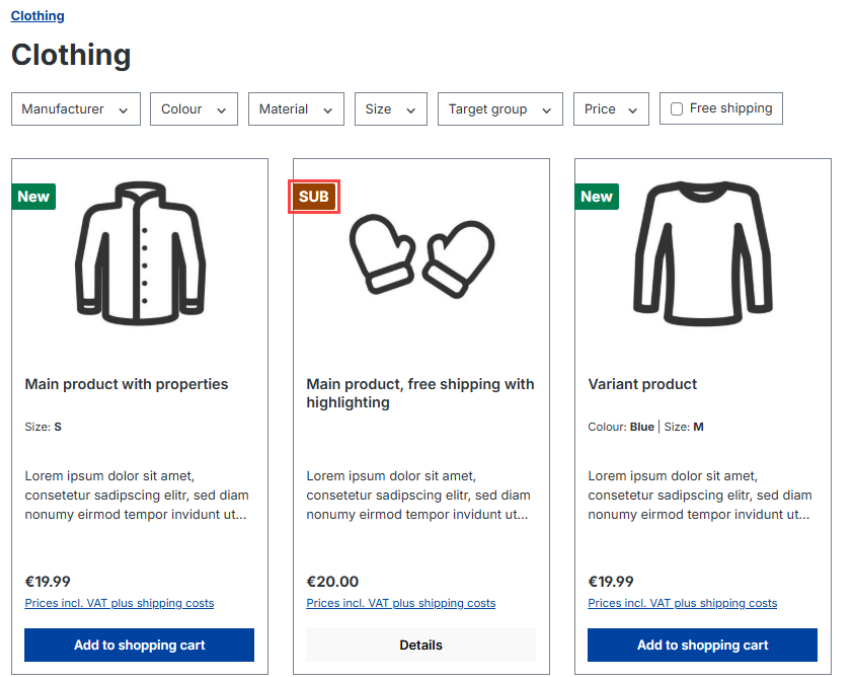 Clothing
Clothing
Manufacturer
Colour
Material
Size
Target group
Price
Free shipping
New
Main product with properties
Size: S
Lorem ipsum dolor sit amet,
consetetur sadipscing elitr, sed diam
nonumy eirmod tempor invidunt ut...
€19.99
Prices incl. VAT plus shipping costs
Add to shopping cart
SUB
Main product, free shipping with
highlighting
Lorem ipsum dolor sit amet,
consetetur sadipscing elitr, sed diam
nonumy eirmod tempor invidunt ut...
€20.00
Prices incl. VAT plus shipping costs
Details
New
Variant product
Colour: Blue | Size: M
Lorem ipsum dolor sit amet,
consetetur sadipscing elitr, sed diam
nonumy eirmod tempor invidunt ut...
€19.99
Prices incl. VAT plus shipping costs
Add to shopping cart